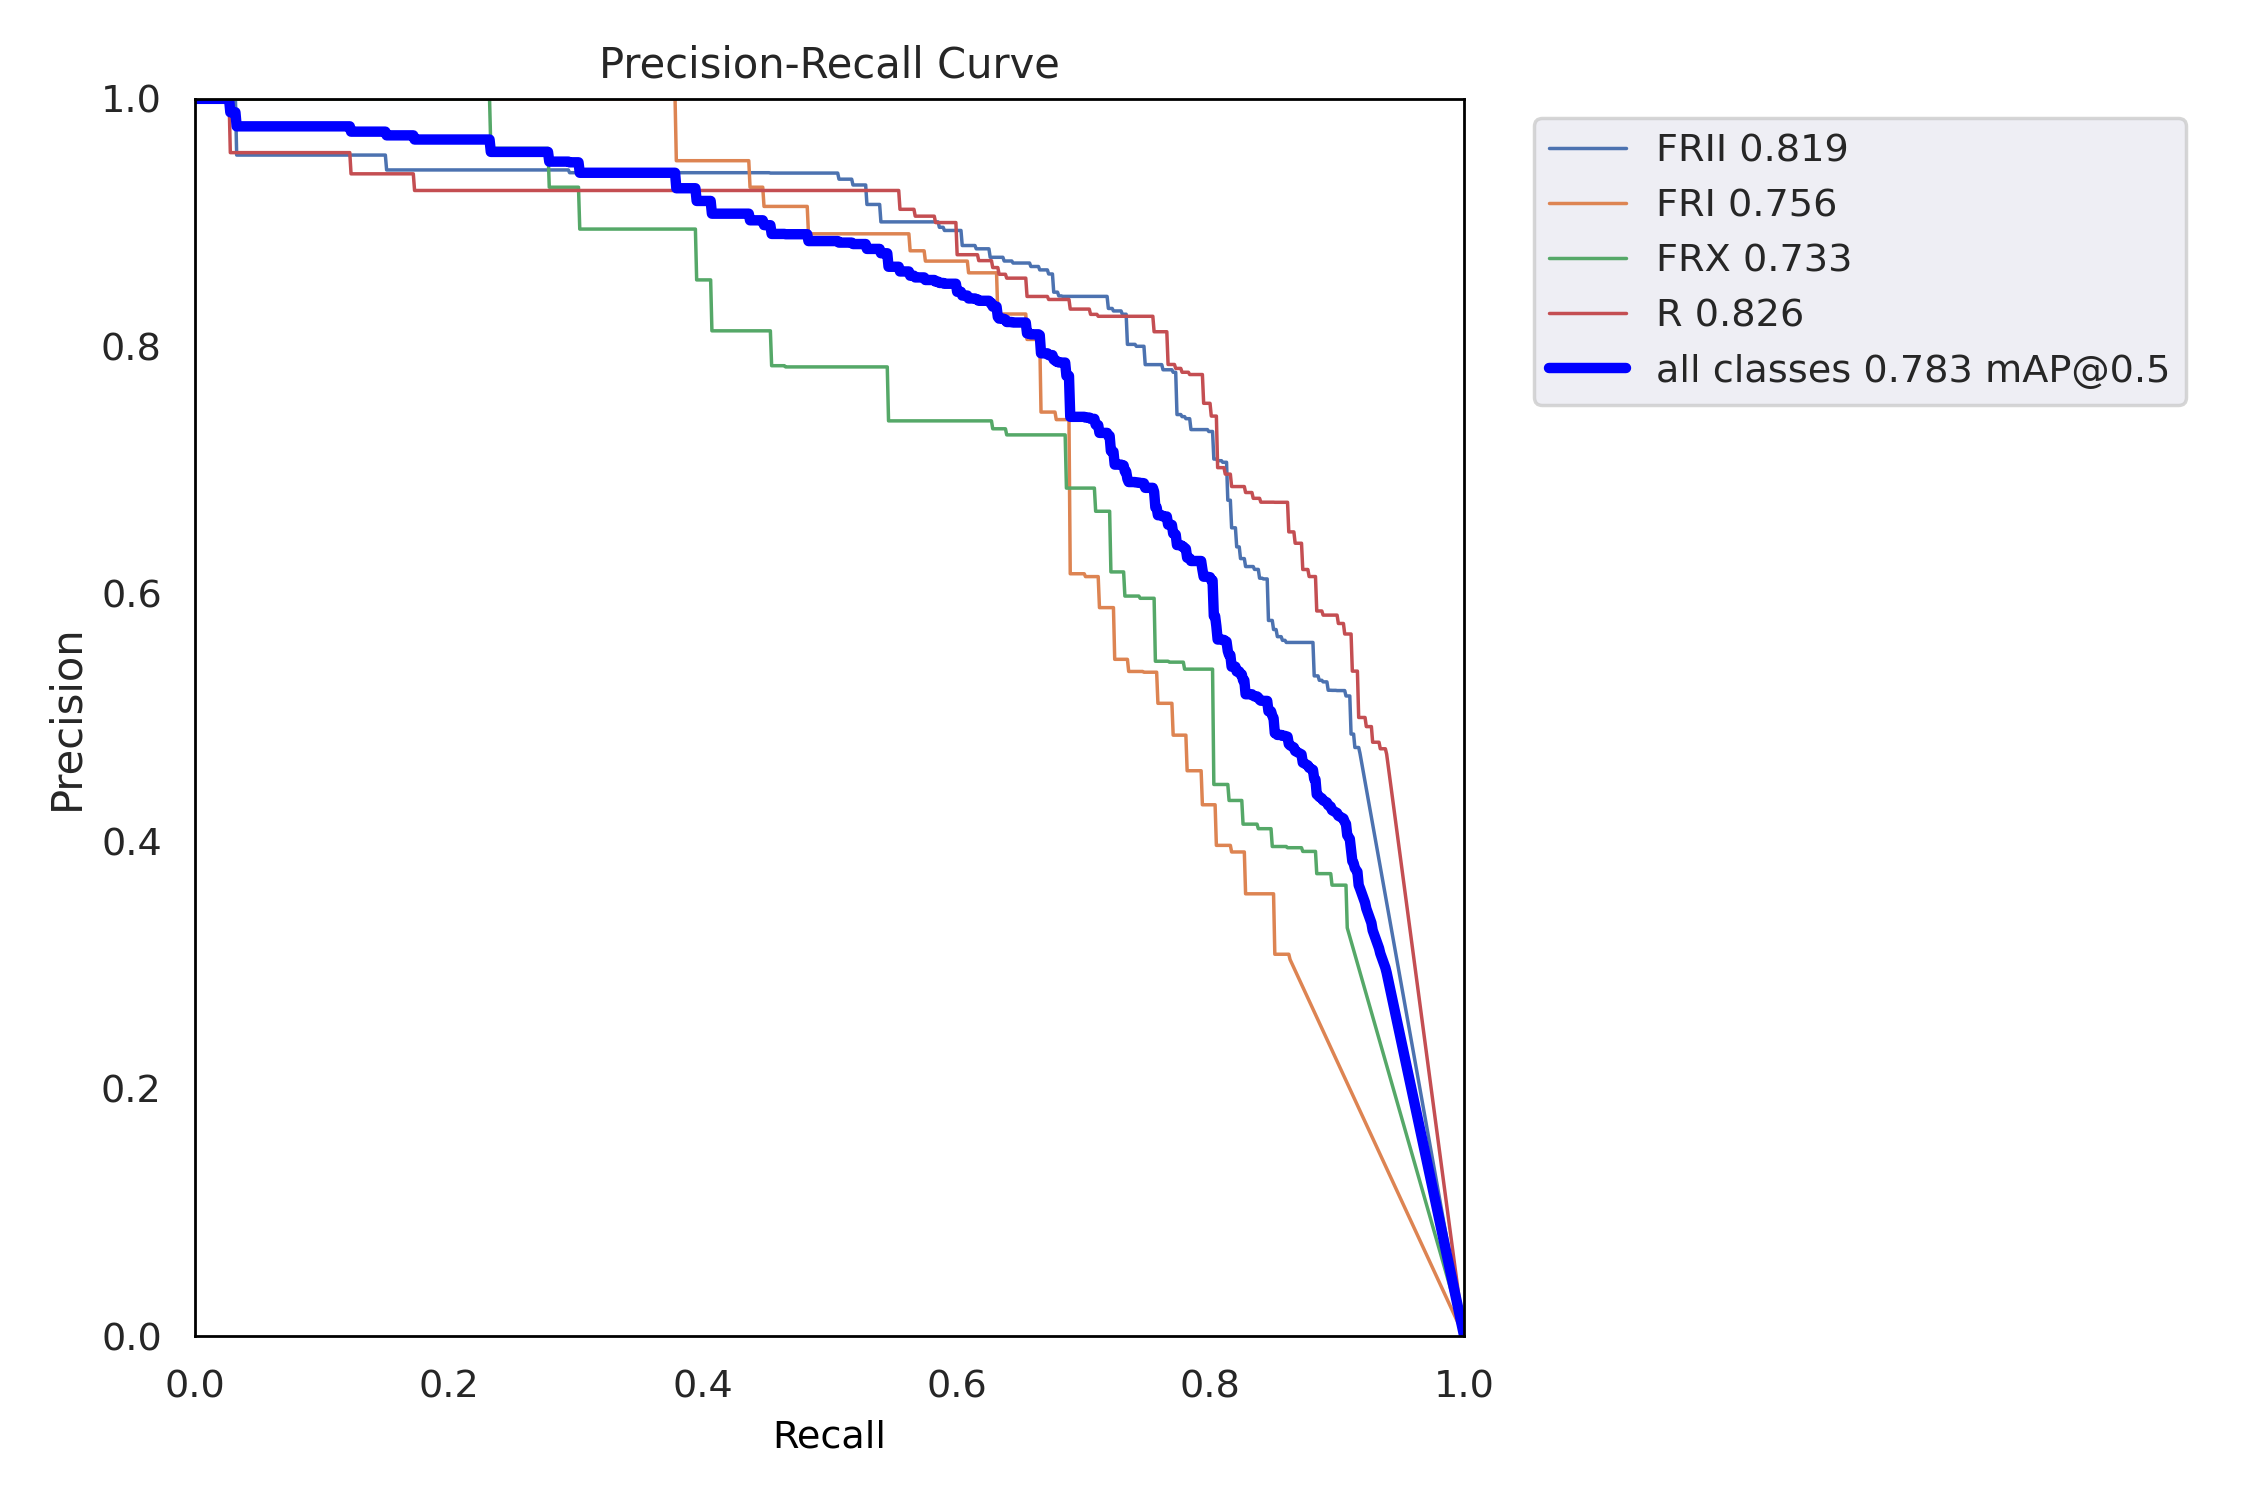 Precision-Recall Curve
1.0
0.8
0.6
0.4
0.2
0.0
Precision
0.0 0.2 0.4 0.6 0.8 1.0
Recall
FRII 0.819
FRI 0.756
FRX 0.733
R 0.826
all classes 0.783 mAP@0.5